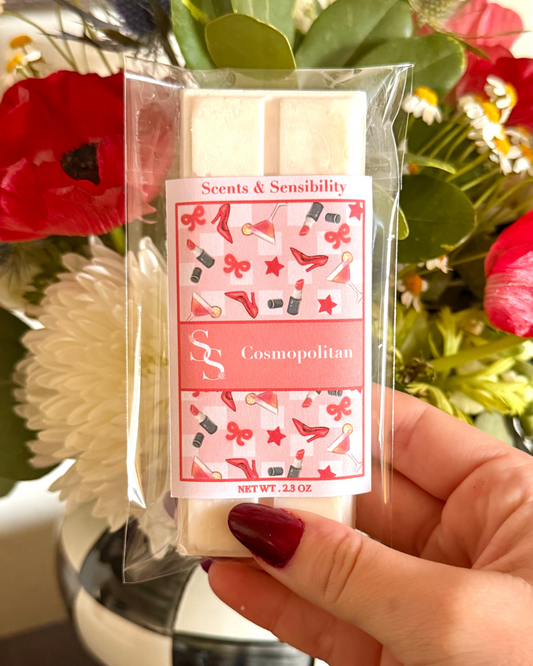 Scents & Sensibility
SS
Cosmopolitan
NET WT . 2.3 OZ